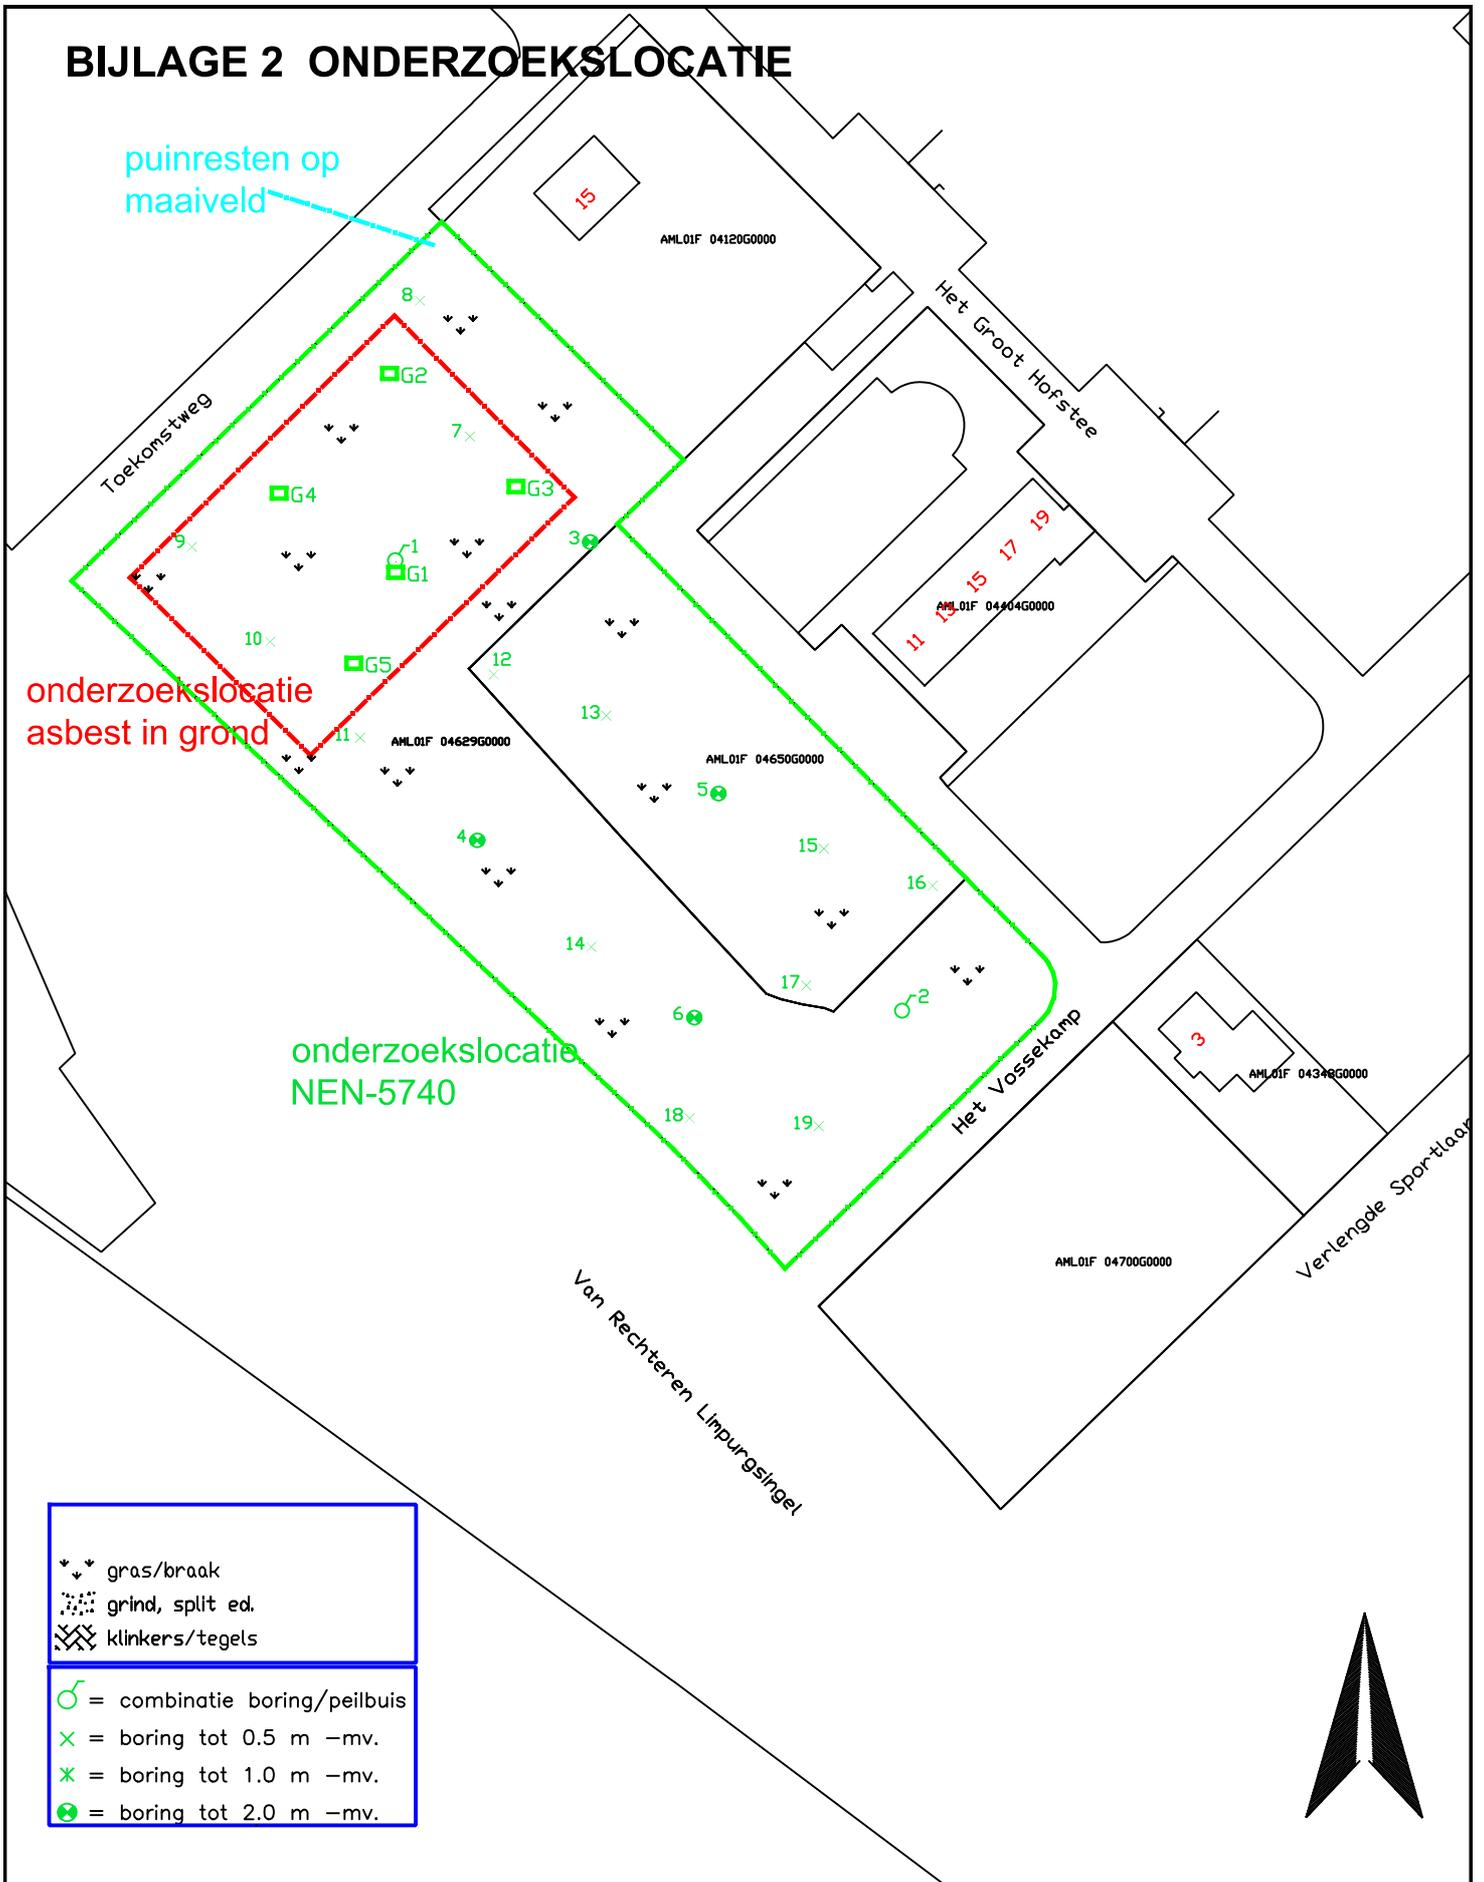 BIJLAGE 2 ONDERZOEKSLOCATIE
puinresten op
maaiveld
15
AML01F 04120G0000
Het Groot Hofstee
8
G2
7
Toekomstweg
G4
G3
9
3
1
G1
19
17
15
13
11
AML01F 04404G0000
10
G5
12
onderzoekslocatie
asbest in grond
13
11
AML01F 04629G0000
AML01F 04650G0000
5
4
15
16
14
17
2
6
onderzoekslocatie
NEN-5740
Het Vossekamp
3
AML01F 04348G0000
18
19
Verlengde Sportlaan
AML01F 04700G0000
Van Rechteren Limpurgsingel
gras/braak
grind, split ed.
klinkers/tegels
= combinatie boring/peilbuis
= boring tot 0.5 m -mv.
= boring tot 1.0 m -mv.
= boring tot 2.0 m -mv.